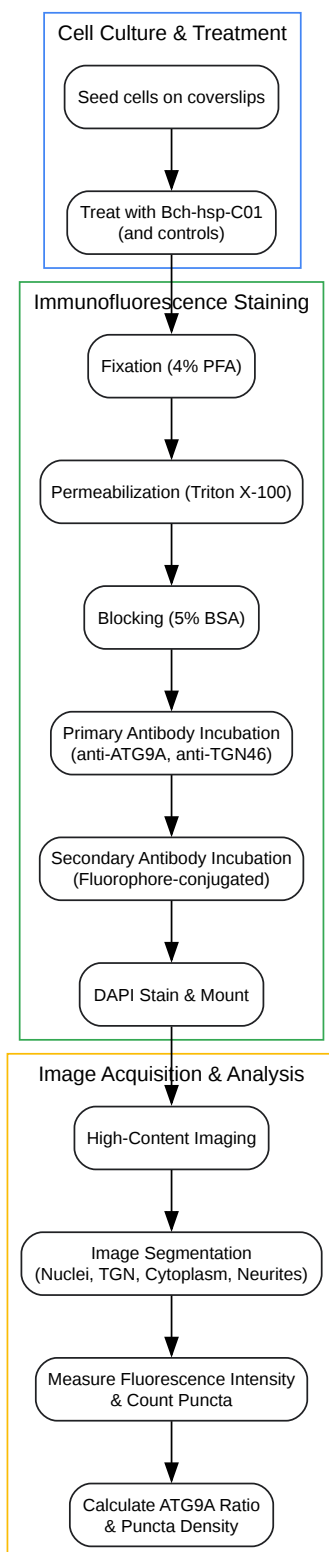 Cell Culture & Treatment
Seed cells on coverslips
Treat with Bch-hsp-C01
(and controls)
Immunofluorescence Staining
Fixation (4% PFA)
Permeabilization (Triton X-100)
Blocking (5% BSA)
Primary Antibody Incubation
(anti-ATG9A, anti-TGN46)
Secondary Antibody Incubation
(Fluorophore-conjugated)
DAPI Stain & Mount
Image Acquisition & Analysis
High-Content Imaging
Image Segmentation
(Nuclei, TGN, Cytoplasm, Neurites)
Measure Fluorescence Intensity
& Count Puncta
Calculate ATG9A Ratio
& Puncta Density